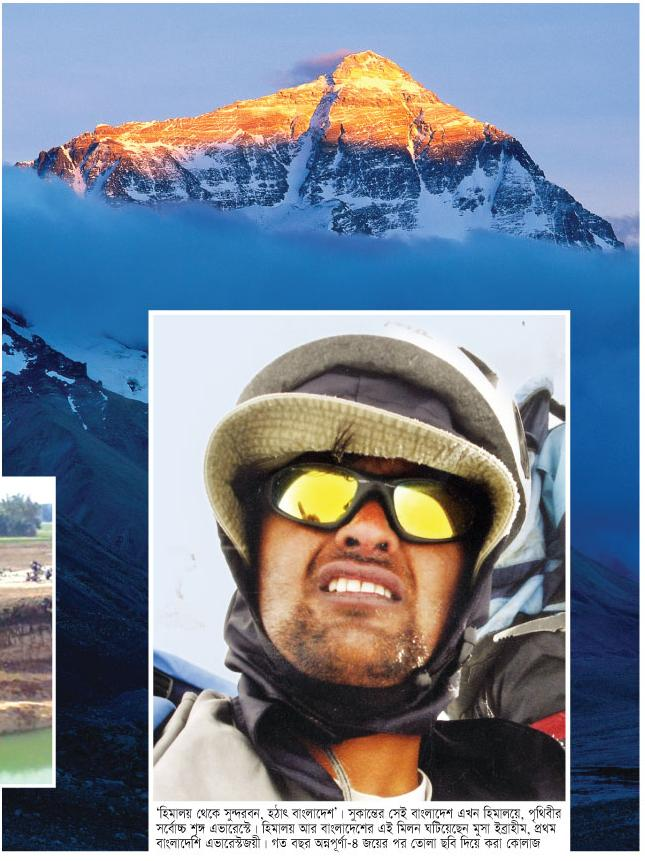 ‘হিমালয় থেকে সুন্দরবন, হঠাৎ বাংলাদেশ’। সুকান্তের সেই বাংলাদেশ এখন হিমালয়ে, পৃথিবীর
সর্বোচ্চ শৃঙ্গ এভারেস্টে। হিমালয় আর বাংলাদেশের এই মিলন ঘটিয়েছেন মুসা ইব্রাহীম, প্রথম
বাংলাদেশি এভারেস্টজয়ী। গত বছর অন্নপূর্ণা-৪ জয়ের পর তোলা ছবি দিয়ে করা কোলাজ